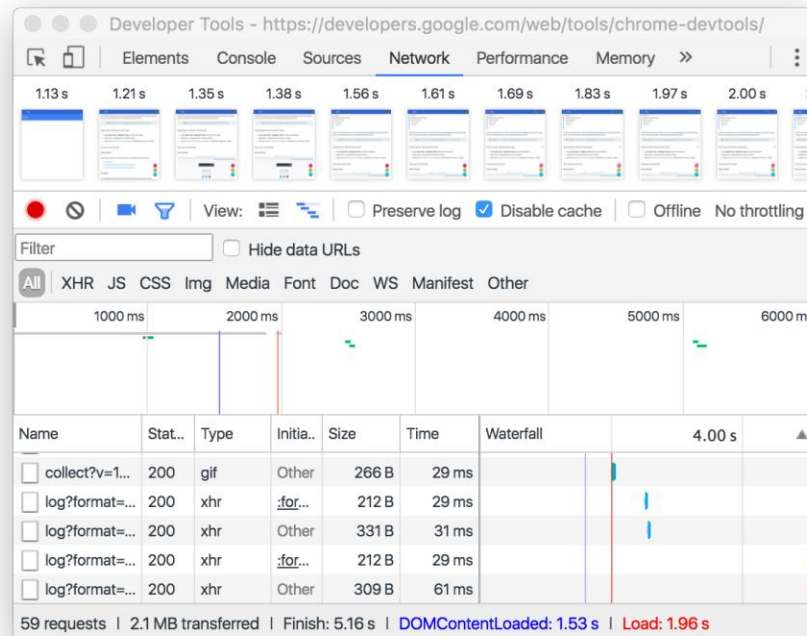 Developer Tools - https://developers.google.com/web/tools/chrome-devtools/
Elements Console Sources Network Performance Memory »
1.13 s 1.21 s 1.35 s 1.38 s 1.56 s 1.61 s 1.69 s 1.83 s 1.97 s 2.00 s
View: Preserve log Disable cache Offline No throttling
Filter Hide data URLs
All XHR JS CSS Img Media Font Doc WS Manifest Other
1000 ms 2000 ms 3000 ms 4000 ms 5000 ms 6000 m
Name Stat... Type Initia.. Size Time Waterfall 4.00 s
collect?v=1... 200 gif Other 266 B 29 ms
log?format=... 200 xhr :for... 212 B 29 ms
log?format=... 200 xhr Other 331 B 31 ms
log?format=... 200 xhr :for... 212 B 29 ms
log?format=... 200 xhr Other 309 B 61 ms
59 requests | 2.1 MB transferred | Finish: 5.16 s | DOMContentLoaded: 1.53 s | Load: 1.96 s